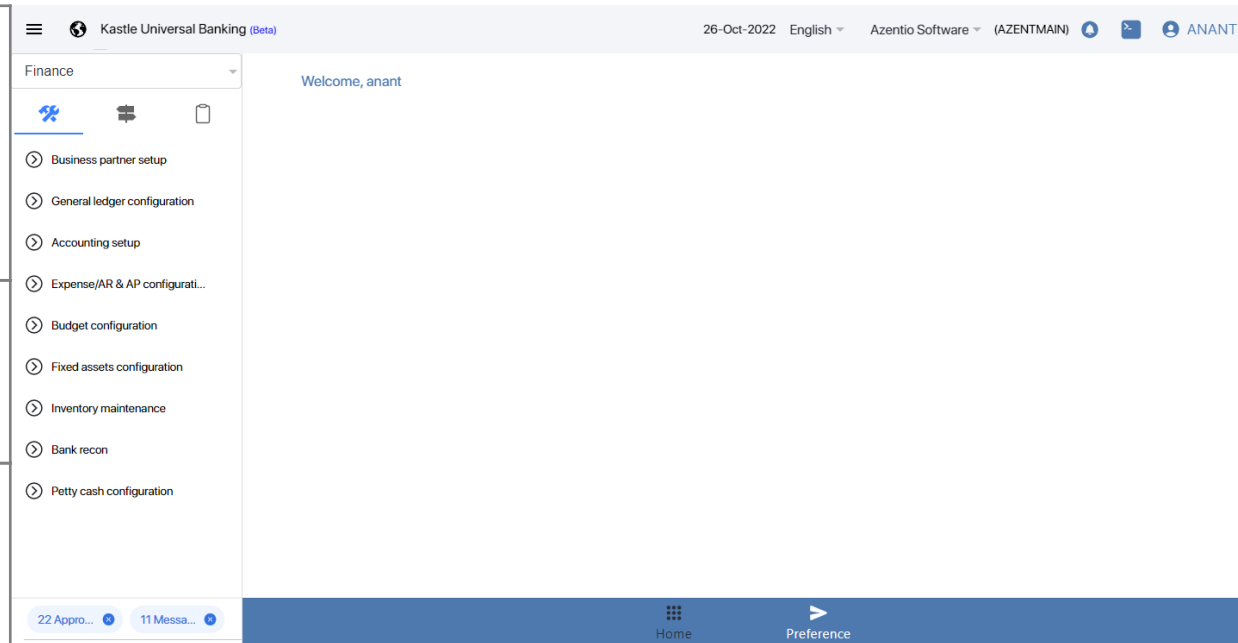 Kastle Universal Banking (Beta)
26-Oct-2022 English Azentio Software (AZENTMAIN) ANANT
Finance
Welcome, anant
Business partner setup
General ledger configuration
Accounting setup
Expense/AR & AP configurati...
Budget configuration
Fixed assets configuration
Inventory maintenance
Bank recon
Petty cash configuration
22 Appro... 11 Messa...
Home Preference